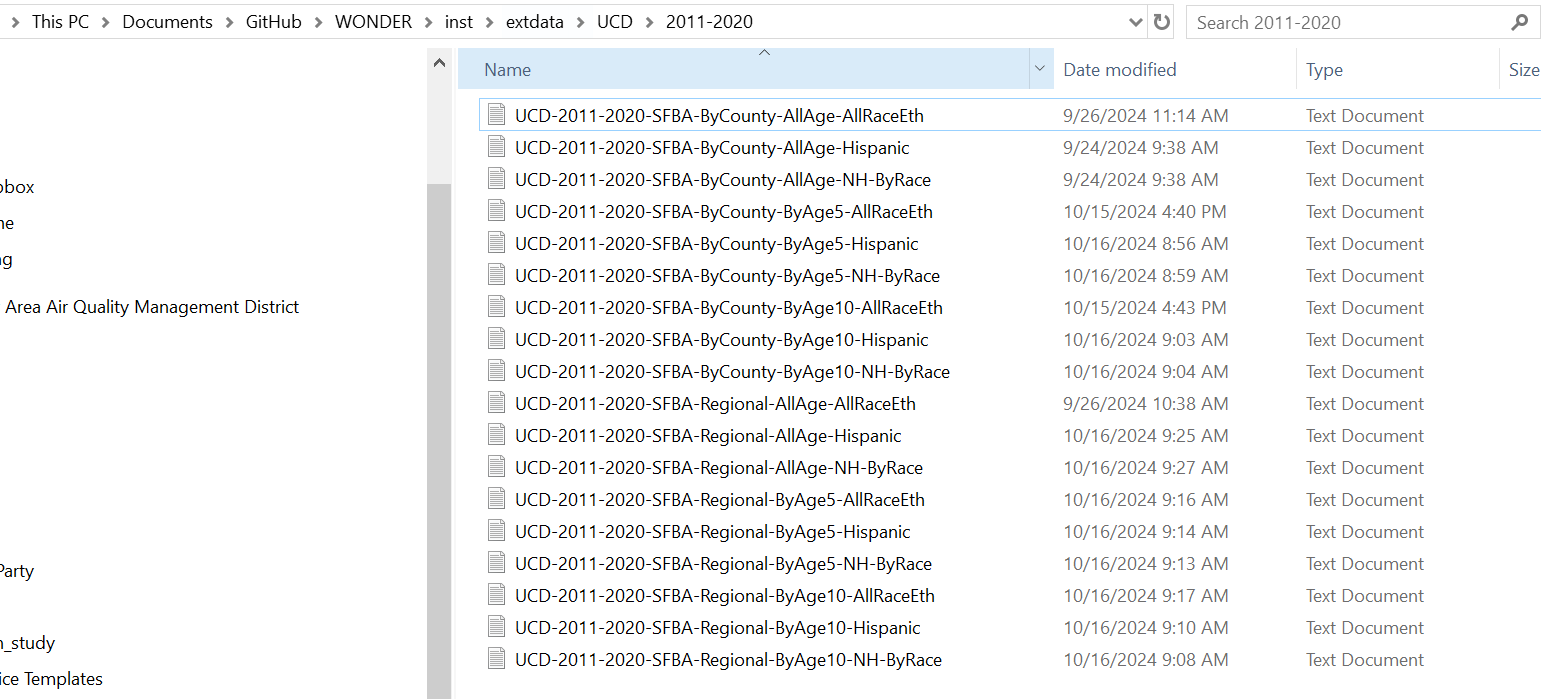 This PC > Documents > GitHub > WONDER > inst > extdata > UCD > 2011-2020
Search 2011-2020
Name Date modified Type Size
UCD-2011-2020-SFBA-ByCounty-AllAge-AllRaceEth 9/26/2024 11:14 AM Text Document
UCD-2011-2020-SFBA-ByCounty-AllAge-Hispanic 9/24/2024 9:38 AM Text Document
UCD-2011-2020-SFBA-ByCounty-AllAge-NH-ByRace 9/24/2024 9:38 AM Text Document
UCD-2011-2020-SFBA-ByCounty-ByAge5-AllRaceEth 10/15/2024 4:40 PM Text Document
UCD-2011-2020-SFBA-ByCounty-ByAge5-Hispanic 10/16/2024 8:56 AM Text Document
UCD-2011-2020-SFBA-ByCounty-ByAge5-NH-ByRace 10/16/2024 8:59 AM Text Document
UCD-2011-2020-SFBA-ByCounty-ByAge10-AllRaceEth 10/15/2024 4:43 PM Text Document
UCD-2011-2020-SFBA-ByCounty-ByAge10-Hispanic 10/16/2024 9:03 AM Text Document
UCD-2011-2020-SFBA-ByCounty-ByAge10-NH-ByRace 10/16/2024 9:04 AM Text Document
UCD-2011-2020-SFBA-Regional-AllAge-AllRaceEth 9/26/2024 10:38 AM Text Document
UCD-2011-2020-SFBA-Regional-AllAge-Hispanic 10/16/2024 9:25 AM Text Document
UCD-2011-2020-SFBA-Regional-AllAge-NH-ByRace 10/16/2024 9:27 AM Text Document
UCD-2011-2020-SFBA-Regional-ByAge5-AllRaceEth 10/16/2024 9:16 AM Text Document
UCD-2011-2020-SFBA-Regional-ByAge5-Hispanic 10/16/2024 9:14 AM Text Document
UCD-2011-2020-SFBA-Regional-ByAge5-NH-ByRace 10/16/2024 9:13 AM Text Document
UCD-2011-2020-SFBA-Regional-ByAge10-AllRaceEth 10/16/2024 9:17 AM Text Document
UCD-2011-2020-SFBA-Regional-ByAge10-Hispanic 10/16/2024 9:10 AM Text Document
UCD-2011-2020-SFBA-Regional-ByAge10-NH-ByRace 10/16/2024 9:08 AM Text Document
Area Air Quality Management District
Party
_study
Templates